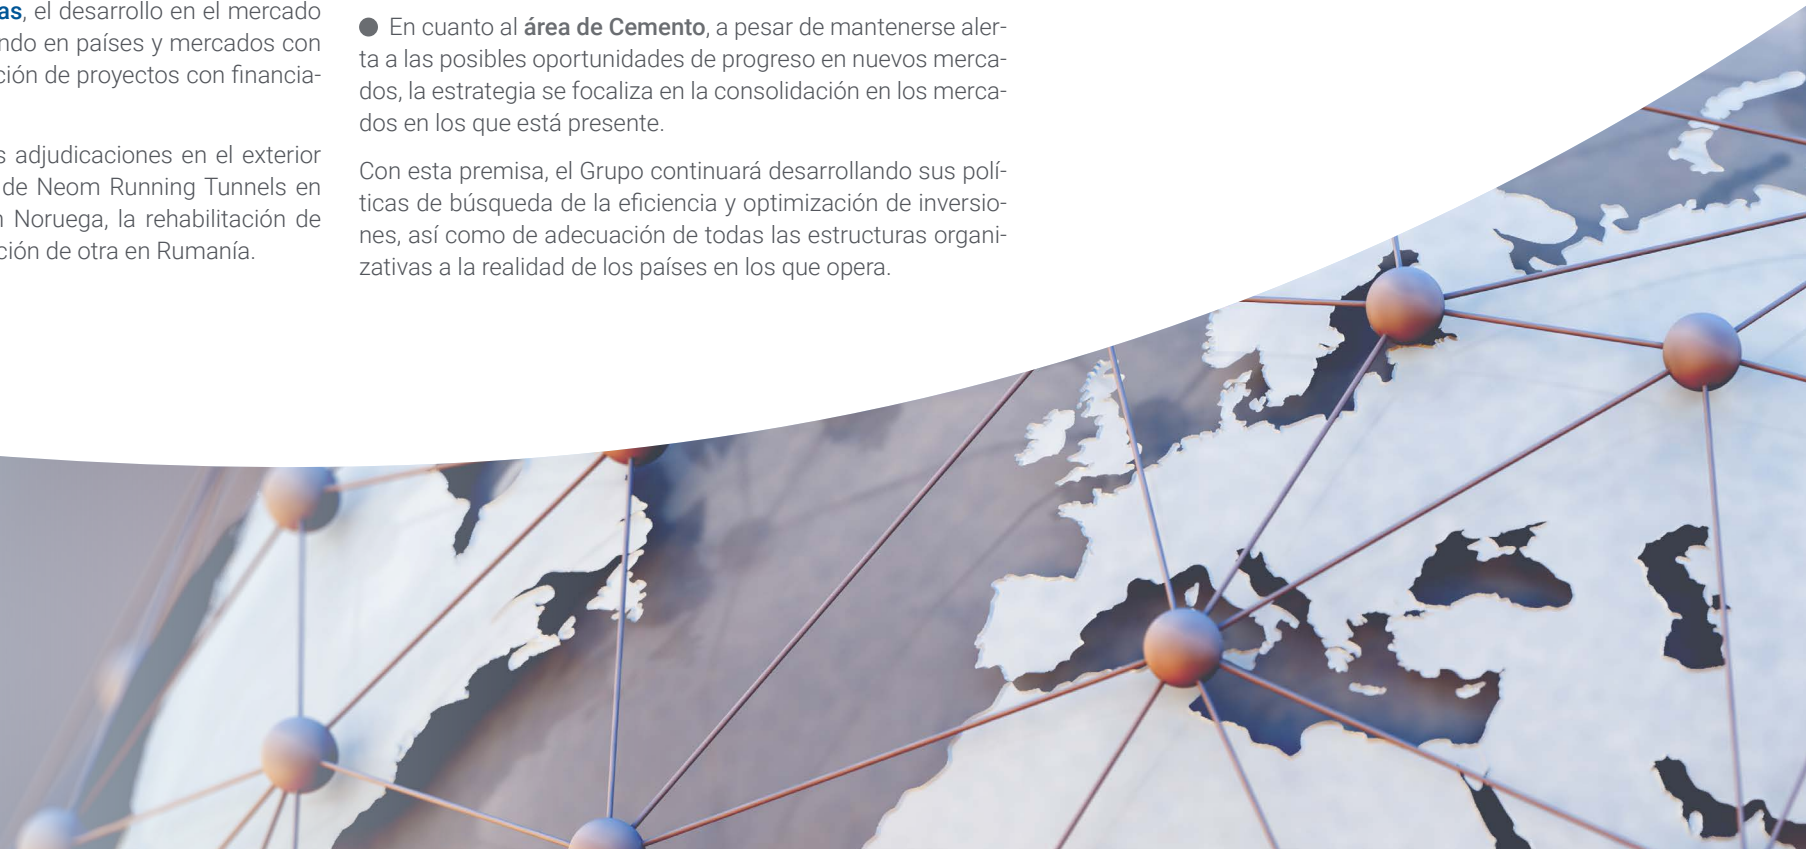 as, el desarrollo en el mercado
ndo en países y mercados con
ción de proyectos con financia-
s adjudicaciones en el exterior
de Neom Running Tunnels en
n Noruega, la rehabilitación de
ción de otra en Rumanía.
● En cuanto al área de Cemento, a pesar de mantenerse aler-
ta a las posibles oportunidades de progreso en nuevos merca-
dos, la estrategia se focaliza en la consolidación en los merca-
dos en los que está presente.
Con esta premisa, el Grupo continuará desarrollando sus polí-
ticas de búsqueda de la eficiencia y optimización de inversio-
nes, así como de adecuación de todas las estructuras organi-
zativas a la realidad de los países en los que opera.